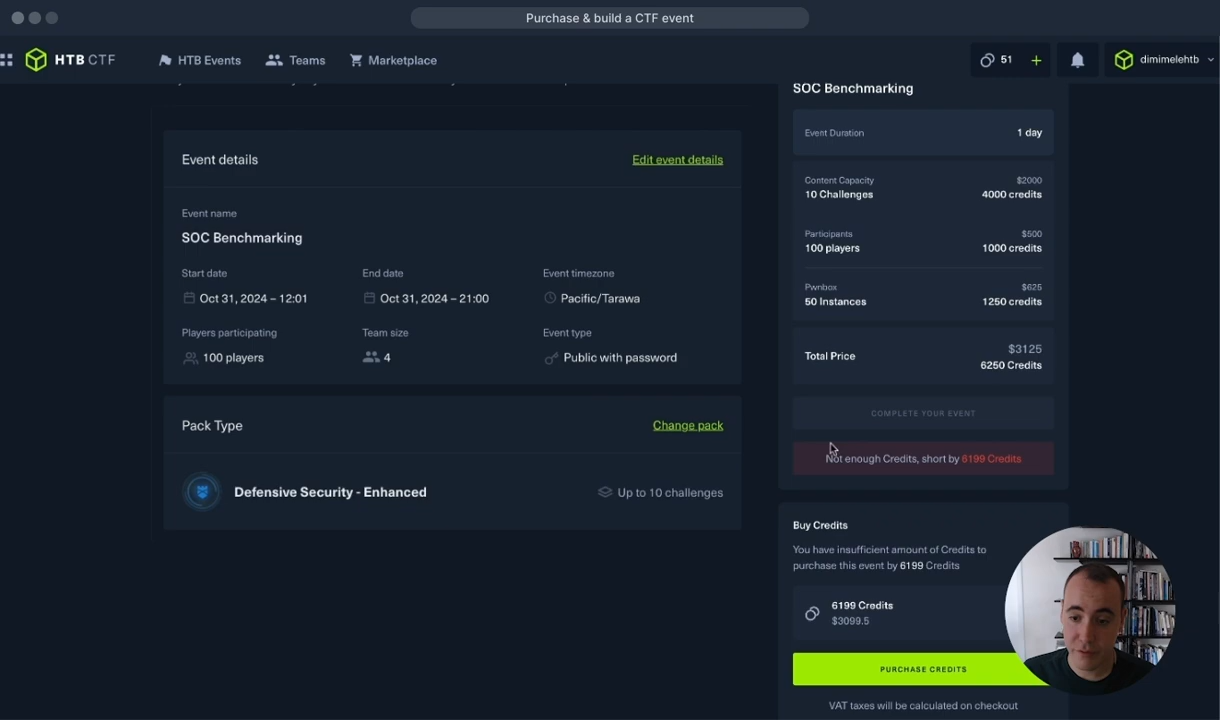 Purchase & build a CTF event
HTB CTF
HTB Events
Teams
Marketplace
51
+
dimimelehtb
SOC Benchmarking
Event Duration
1 day
Content Capacity
$2000
10 Challenges
4000 credits
Participants
$500
100 players
1000 credits
Pwnbox
$625
50 Instances
1250 credits
Total Price
$3125
6250 Credits
COMPLETE YOUR EVENT
Not enough Credits, short by 6199 Credits
Buy Credits
You have insufficient amount of Credits to
purchase this event by 6199 Credits
6199 Credits
$3099.5
PURCHASE CREDITS
VAT taxes will be calculated on checkout
Event details
Edit event details
Event name
SOC Benchmarking
Start date
End date
Event timezone
Oct 31, 2024 – 12:01
Oct 31, 2024 – 21:00
Pacific/Tarawa
Players participating
Team size
Event type
100 players
4
Public with password
Pack Type
Change pack
Defensive Security - Enhanced
Up to 10 challenges